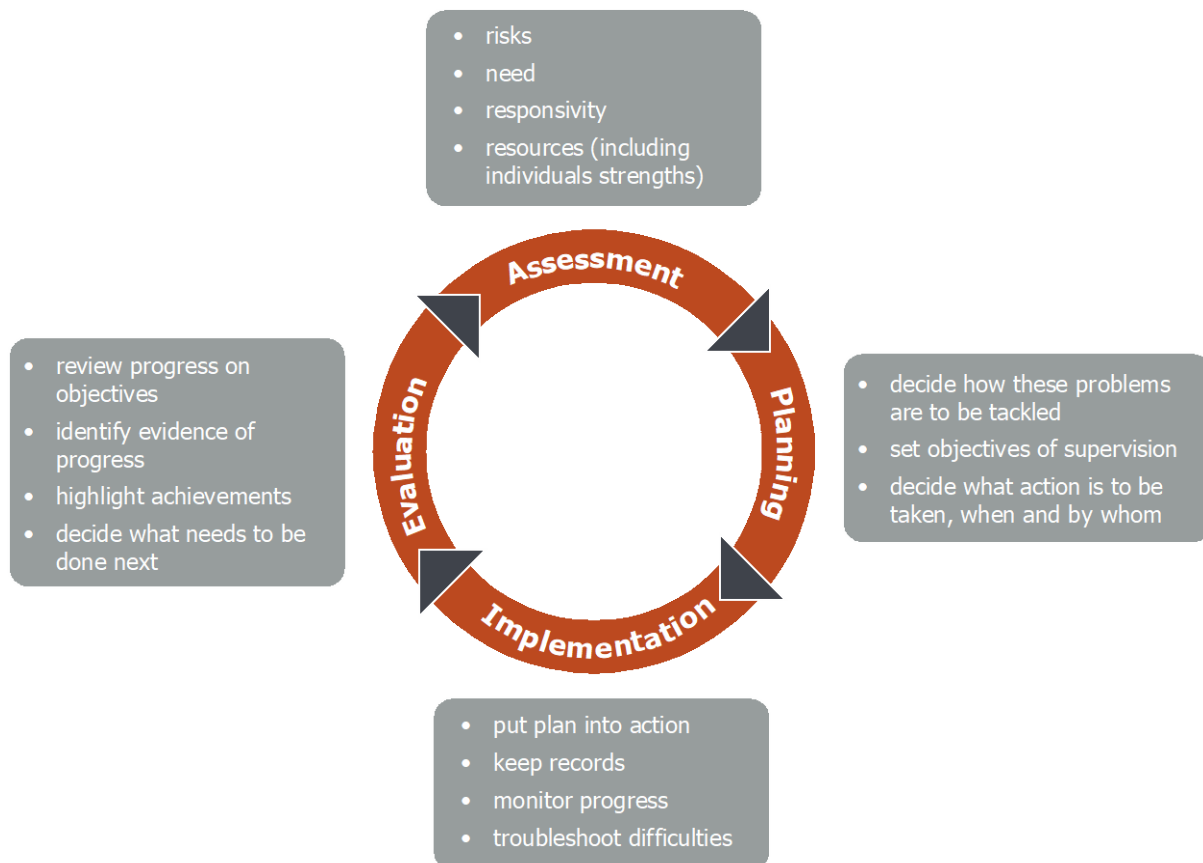 • risks
• need
• responsivity
• resources (including
individuals strengths)
Assessment
Planning
Implementation
Evaluation
• decide how these problems
are to be tackled
• set objectives of supervision
• decide what action is to be
taken, when and by whom
• put plan into action
• keep records
• monitor progress
• troubleshoot difficulties
• review progress on
objectives
• identify evidence of
progress
• highlight achievements
• decide what needs to be
done next